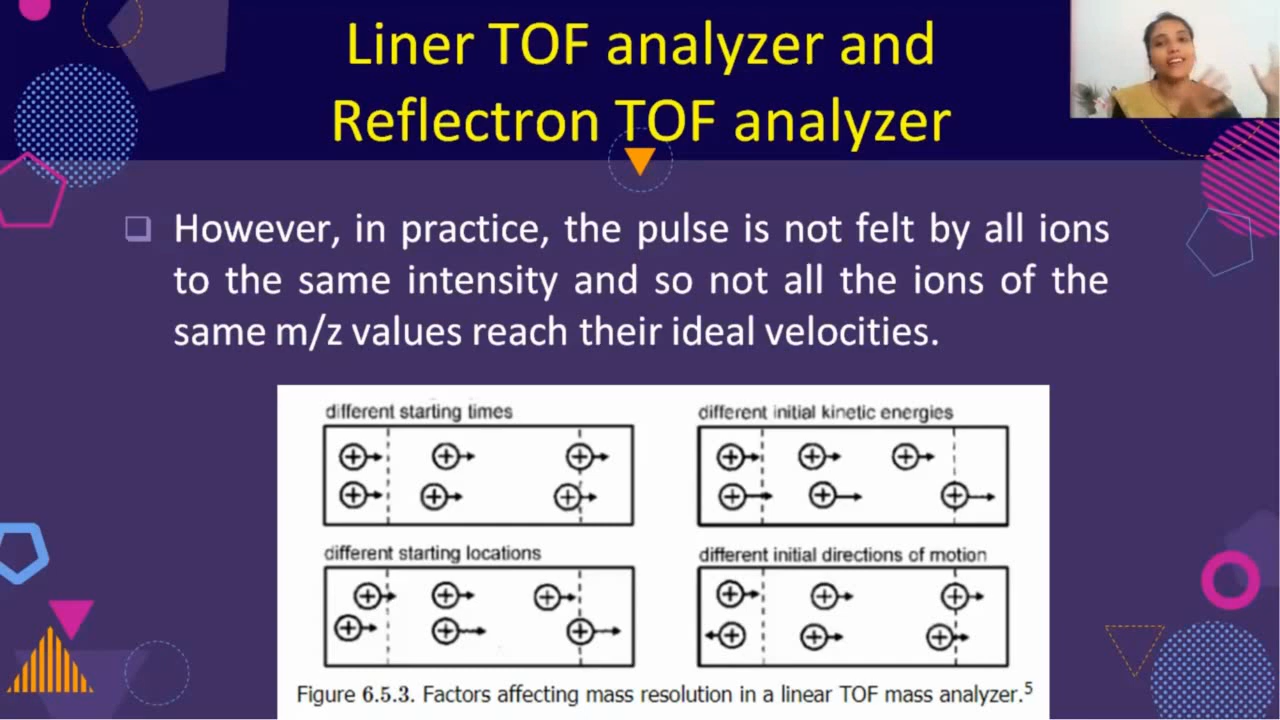 Liner TOF analyzer and
Reflectron TOF analyzer
However, in practice, the pulse is not felt by all ions
to the same intensity and so not all the ions of the
same m/z values reach their ideal velocities.
different starting times
different initial kinetic energies
different starting locations
different initial directions of motion
Figure 6.5.3. Factors affecting mass resolution in a linear TOF mass analyzer.⁵